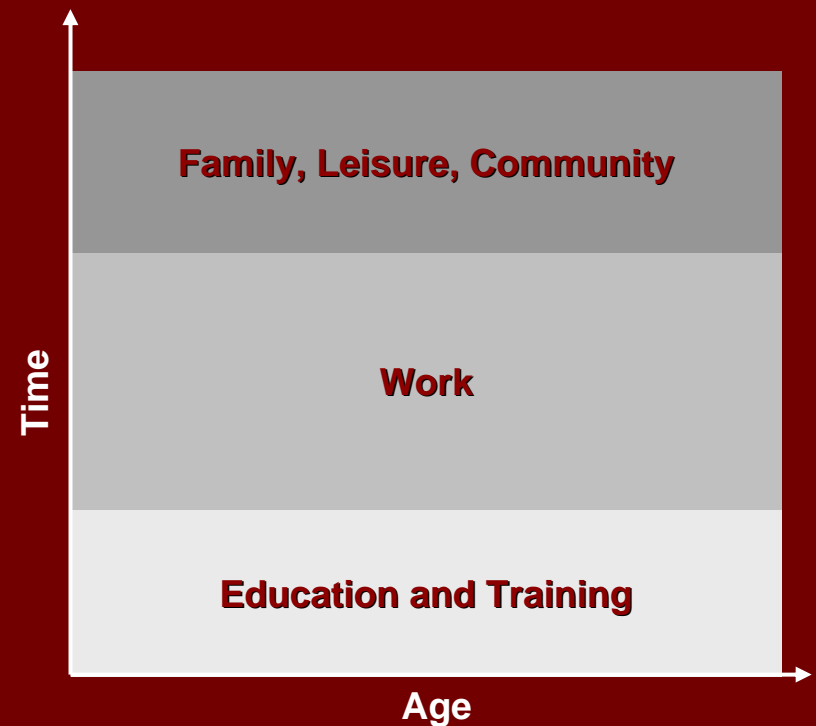 Family, Leisure, Community
Work
Time
Education and Training
Age